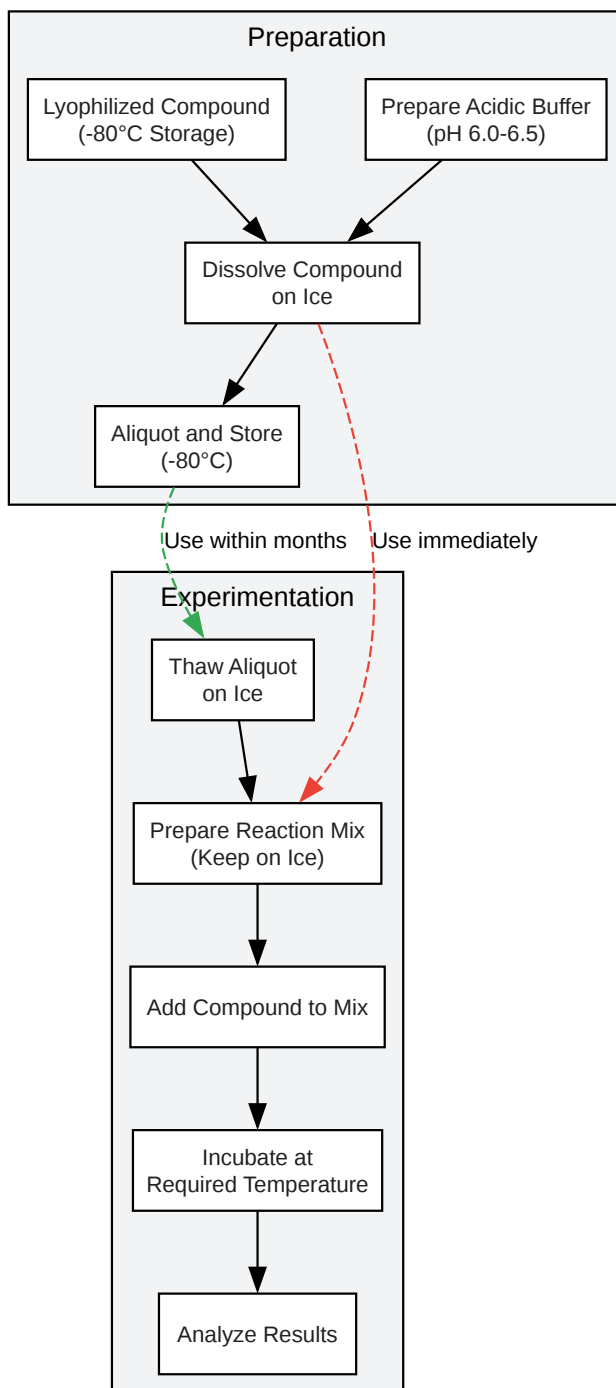 Preparation
Lyophilized Compound
(-80°C Storage)
Prepare Acidic Buffer
(pH 6.0-6.5)
Dissolve Compound
on Ice
Aliquot and Store
(-80°C)
Use within months
Use immediately
Experimentation
Thaw Aliquot
on Ice
Prepare Reaction Mix
(Keep on Ice)
Add Compound to Mix
Incubate at
Required Temperature
Analyze Results